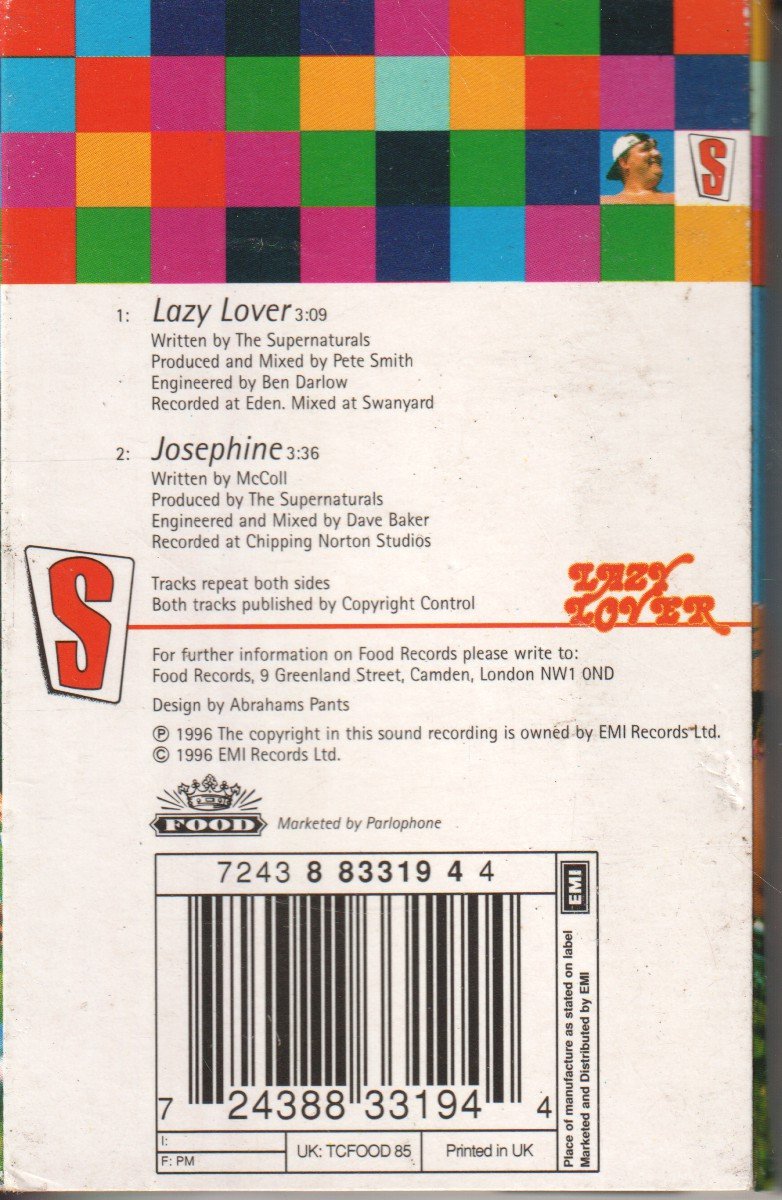 S
1: Lazy Lover 3:09
Written by The Supernaturals
Produced and Mixed by Pete Smith
Engineered by Ben Darlow
Recorded at Eden. Mixed at Swanyard
2: Josephine 3:36
Written by McColl
Produced by The Supernaturals
Engineered and Mixed by Dave Baker
Recorded at Chipping Norton Studios
S
Tracks repeat both sides
Both tracks published by Copyright Control
LAZY
LOVER
For further information on Food Records please write to:
Food Records, 9 Greenland Street, Camden, London NW1 0ND
Design by Abrahams Pants
℗ 1996 The copyright in this sound recording is owned by EMI Records Ltd.
© 1996 EMI Records Ltd.
FOOD Marketed by Parlophone
7243 8 83319 4 4
EMI
Place of manufacture as stated on label
Marketed and Distributed by EMI
7 24388 33194 4
I:
F: PM
UK: TCFOOD 85
Printed in UK